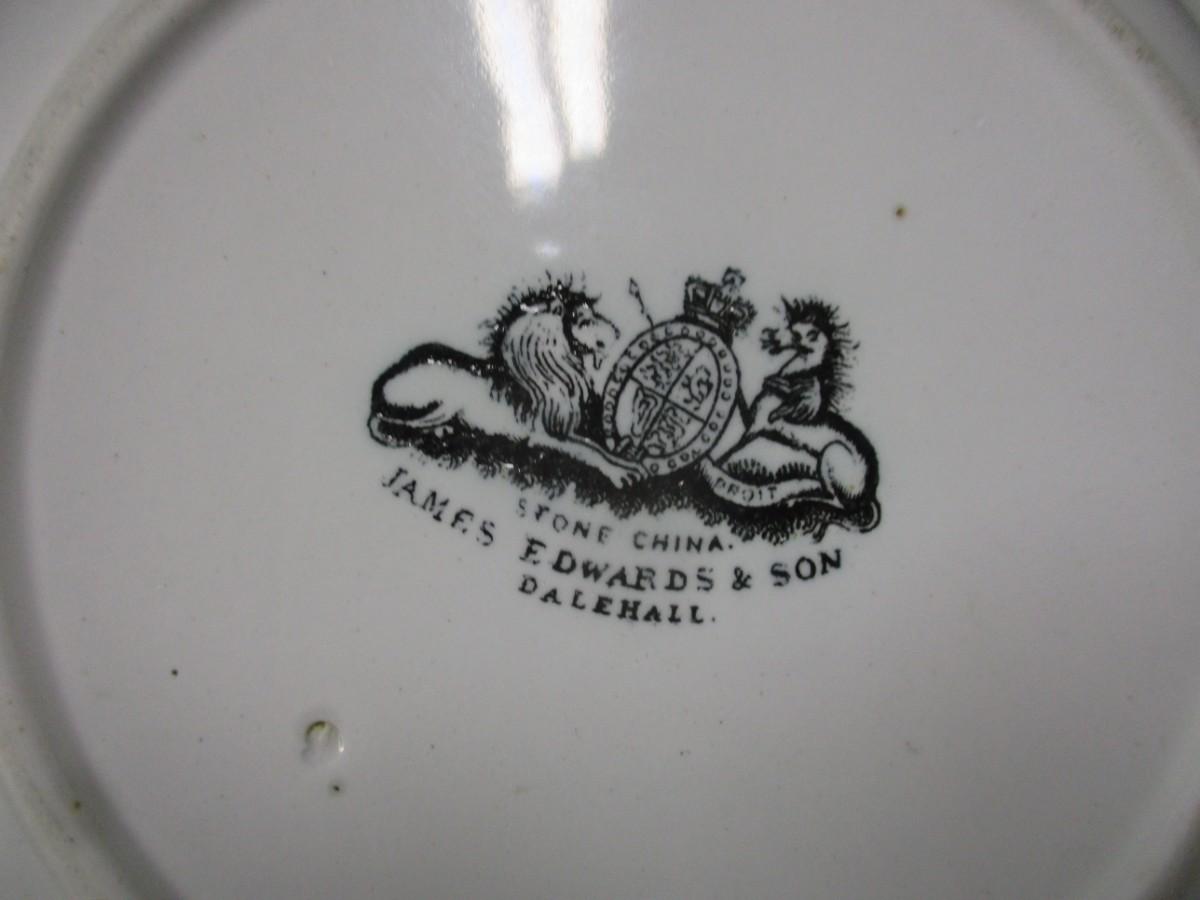 DROIT
STONE CHINA.
JAMES EDWARDS & SON
DALEHALL.